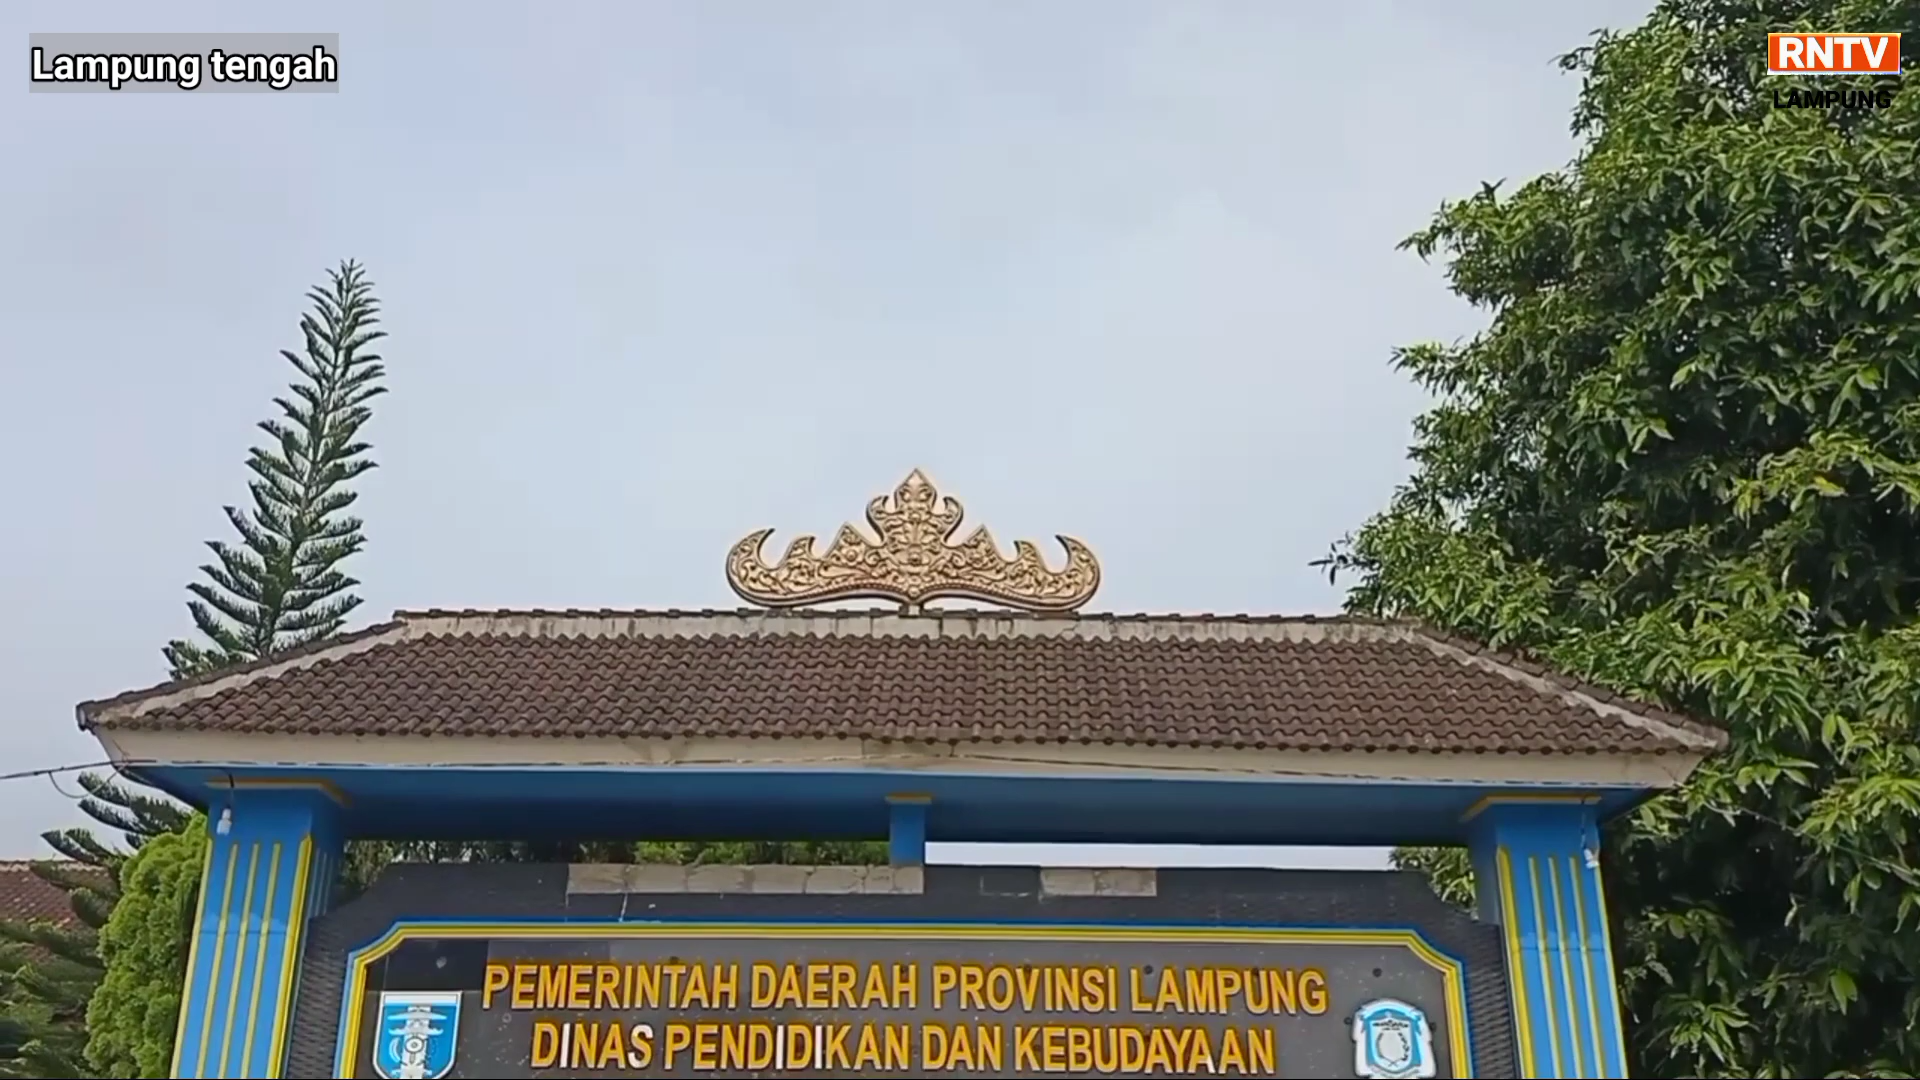 Lampung tengah
RNTV
LAMPUNG
PEMERINTAH DAERAH PROVINSI LAMPUNG
DINAS PENDIDIKAN DAN KEBUDAYAAN